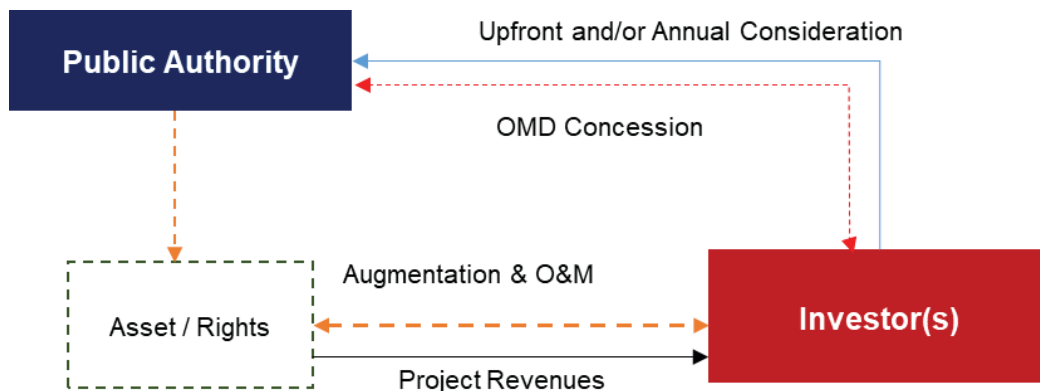 Upfront and/or Annual Consideration
Public Authority
OMD Concession
Augmentation & O&M
Asset / Rights
Investor(s)
Project Revenues